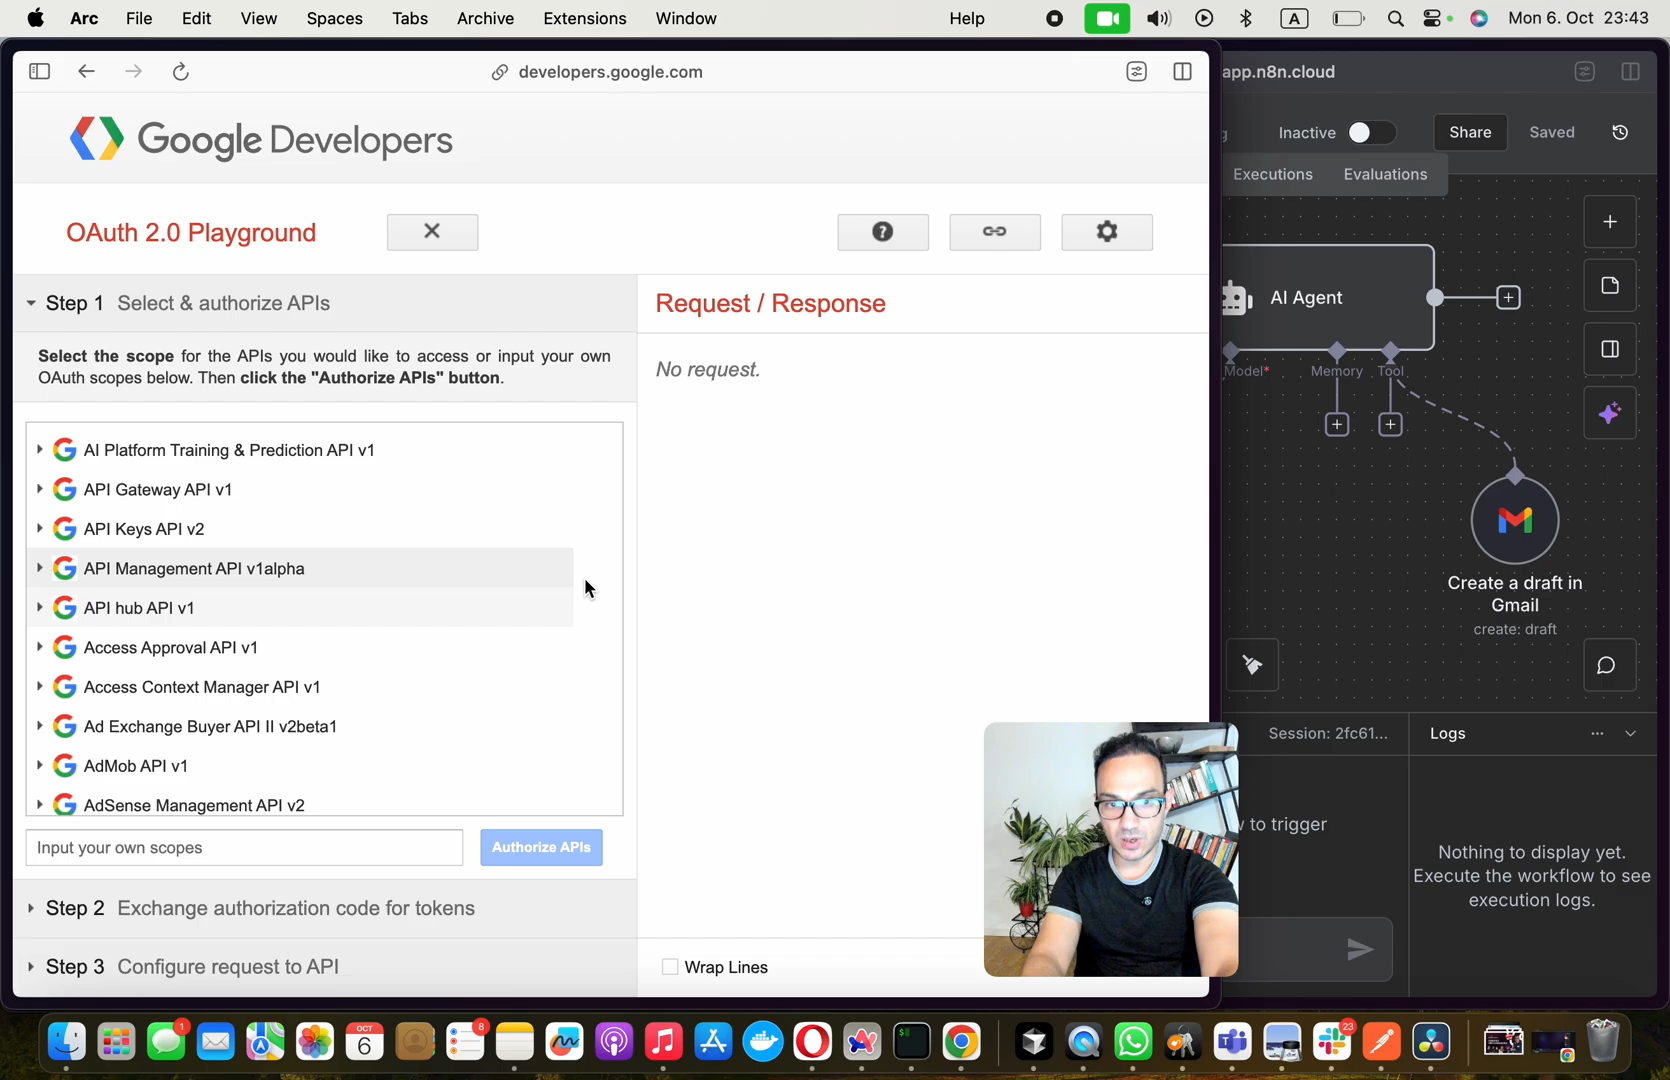 Arc File Edit View Spaces Tabs Archive Extensions Window Help A Mon 6. Oct 23:43
developers.google.com
Google Developers
OAuth 2.0 Playground
Step 1 Select & authorize APIs
Select the scope for the APIs you would like to access or input your own
OAuth scopes below. Then click the "Authorize APIs" button.
AI Platform Training & Prediction API v1
API Gateway API v1
API Keys API v2
API Management API v1alpha
API hub API v1
Access Approval API v1
Access Context Manager API v1
Ad Exchange Buyer API II v2beta1
AdMob API v1
AdSense Management API v2
Input your own scopes
Authorize APIs
Step 2 Exchange authorization code for tokens
Step 3 Configure request to API
Request / Response
No request.
Wrap Lines
app.n8n.cloud
Inactive
Share
Saved
Executions
Evaluations
AI Agent
Model*
Memory
Tool
Create a draft in
Gmail
create: draft
Session: 2fc61...
Logs
to trigger
Nothing to display yet.
Execute the workflow to see
execution logs.
1
OCT
6
8
23